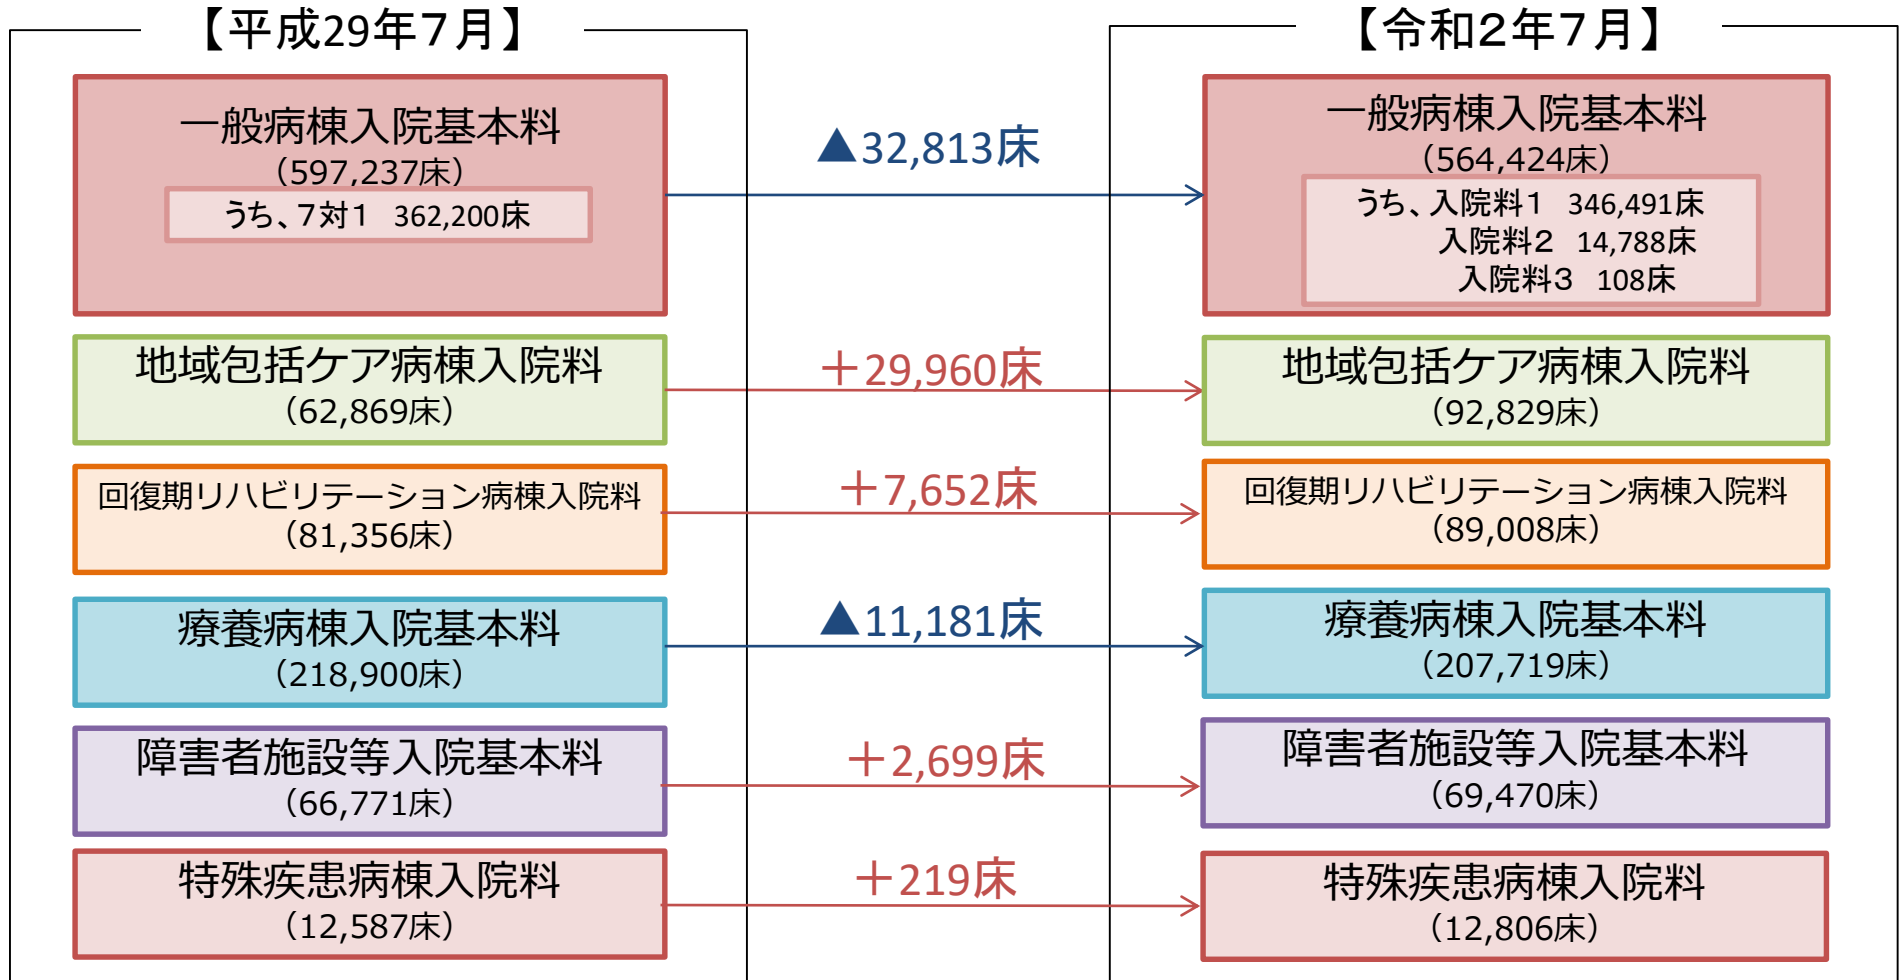 【平成29年７月】
一般病棟入院基本料
（597,237床）
うち、７対１　362,200床
地域包括ケア病棟入院料
（62,869床）
回復期リハビリテーション病棟入院料
（81,356床）
療養病棟入院基本料
（218,900床）
障害者施設等入院基本料
（66,771床）
特殊疾患病棟入院料
（12,587床）
▲32,813床
＋29,960床
＋7,652床
▲11,181床
＋2,699床
＋219床
【令和２年７月】
一般病棟入院基本料
（564,424床）
うち、入院料１　346,491床
入院料２　14,788床
入院料３　108床
地域包括ケア病棟入院料
（92,829床）
回復期リハビリテーション病棟入院料
（89,008床）
療養病棟入院基本料
（207,719床）
障害者施設等入院基本料
（69,470床）
特殊疾患病棟入院料
（12,806床）